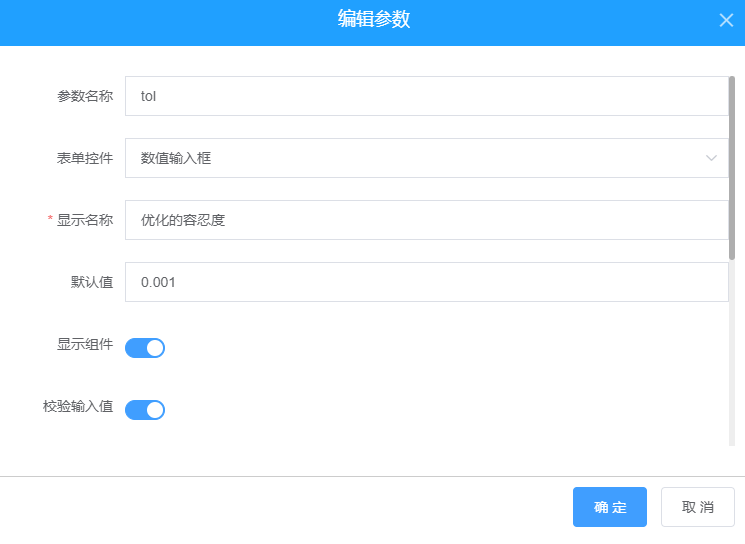 编辑参数
参数名称 tol
表单控件 数值输入框
* 显示名称 优化的容忍度
默认值 0.001
显示组件
校验输入值
确 定 取 消